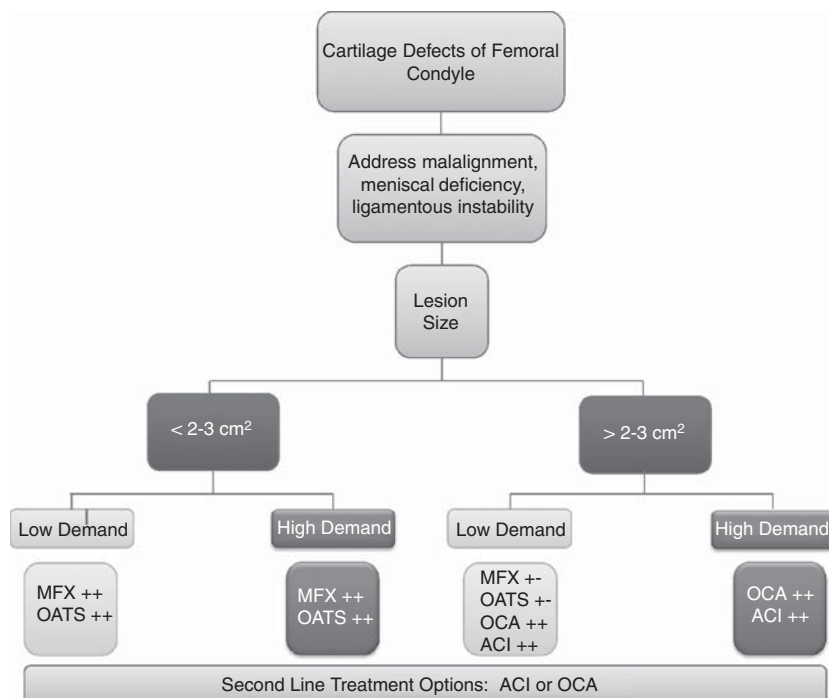 Cartilage Defects of Femoral
Condyle
Address malalignment,
meniscal deficiency,
ligamentous instability
Lesion
Size
< 2-3 cm²
> 2-3 cm²
Low Demand
High Demand
Low Demand
High Demand
MFX ++
OATS ++
MFX ++
OATS ++
MFX +-
OATS +-
OCA ++
ACI ++
OCA ++
ACI ++
Second Line Treatment Options: ACI or OCA